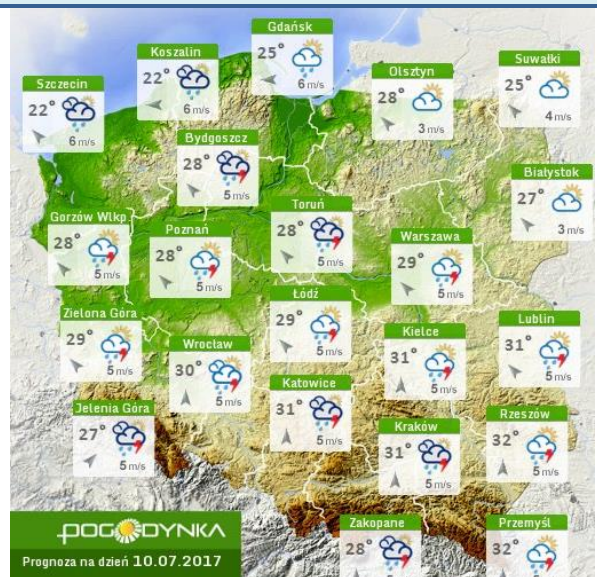 Gdańsk
25°
6 m/s
Koszalin
22°
6 m/s
Szczecin
22°
6 m/s
Olsztyn
28°
3 m/s
Suwałki
25°
4 m/s
Bydgoszcz
28°
5 m/s
Białystok
27°
3 m/s
Gorzów Wlkp.
28°
5 m/s
Poznań
28°
5 m/s
Toruń
28°
5 m/s
Warszawa
29°
5 m/s
Zielona Góra
29°
5 m/s
Wrocław
30°
5 m/s
Łódź
29°
5 m/s
Kielce
31°
5 m/s
Lublin
31°
5 m/s
Jelenia Góra
27°
5 m/s
Katowice
31°
5 m/s
Kraków
31°
5 m/s
Rzeszów
32°
5 m/s
Zakopane
28°
Przemyśl
32°
POGODYNKA
Prognoza na dzień 10.07.2017